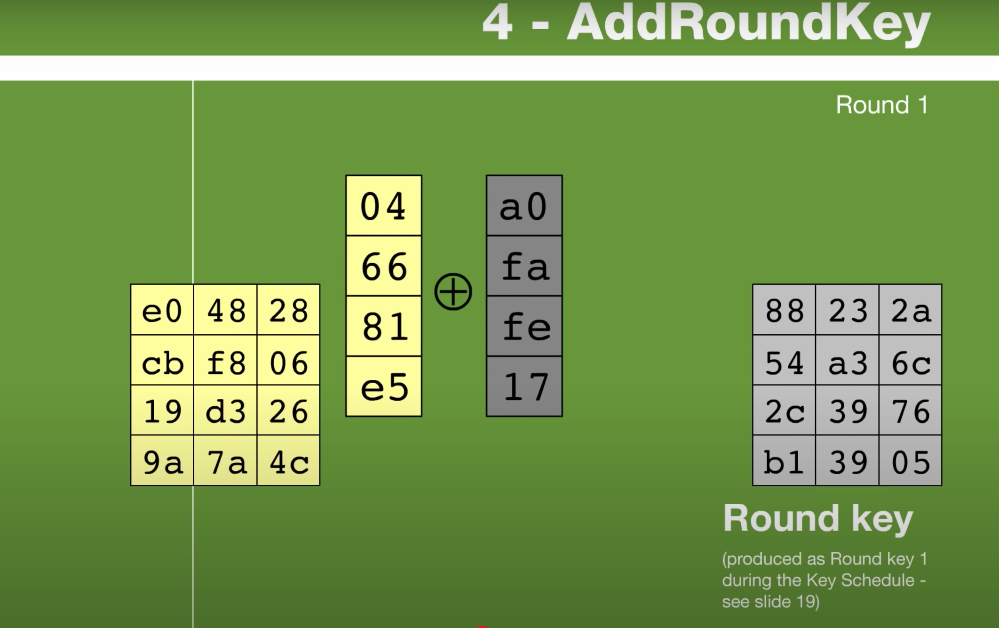 4 - AddRoundKey
Round 1
04 a0
66 fa
81 fe
e5 17
e0 48 28
cb f8 06
19 d3 26
9a 7a 4c
88 23 2a
54 a3 6c
2c 39 76
b1 39 05
Round key
(produced as Round key 1
during the Key Schedule -
see slide 19)